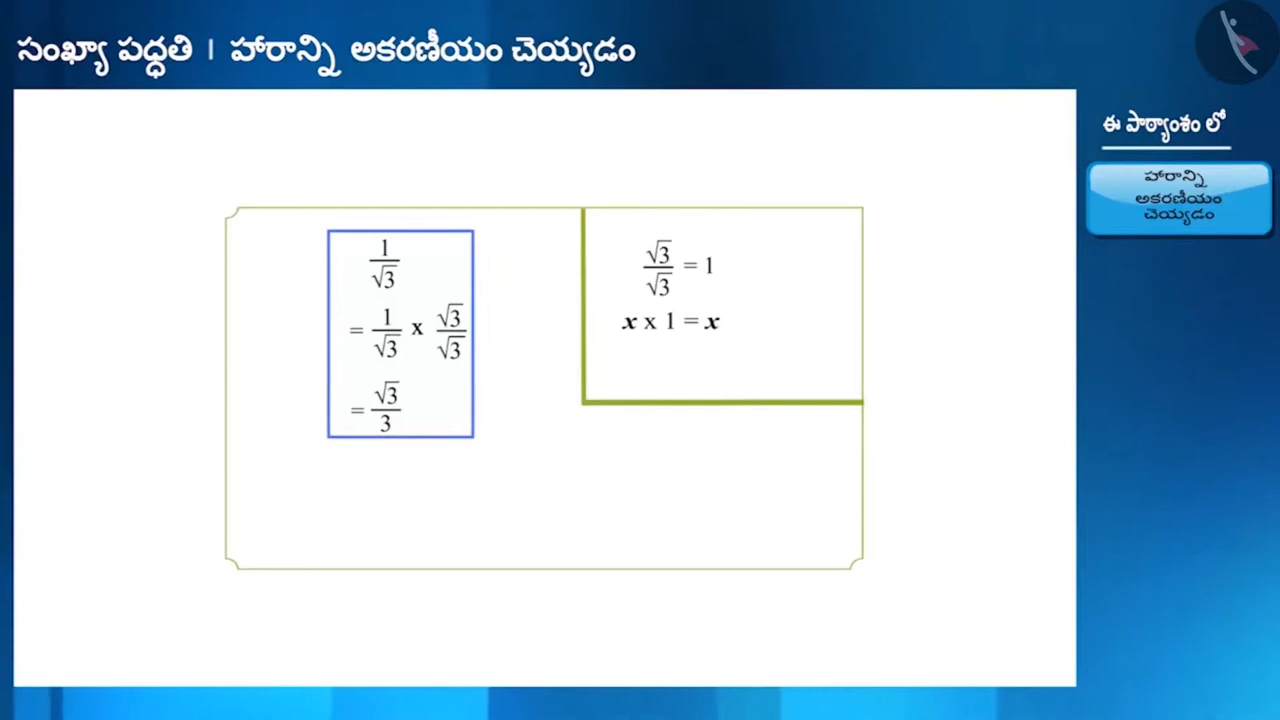 సంఖ్యా పద్ధతి । హారాన్ని అకరణీయం చెయ్యడం
ఈ పాఠ్యాంశం లో
హారాన్ని
అకరణీయం
చెయ్యడం
1/√3
= 1/√3 x √3/√3
= √3/3
√3/√3 = 1
x x 1 = x